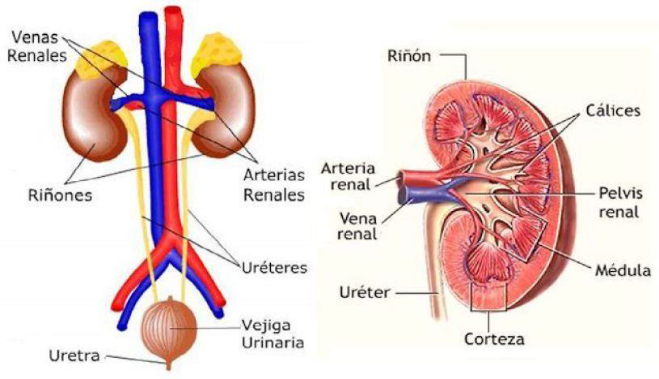 Venas
Renales
Riñones
Arterias
Renales
Uréteres
Vejiga
Urinaria
Uretra
Riñón
Cálices
Arteria
renal
Vena
renal
Pelvis
renal
Médula
Uréter
Corteza